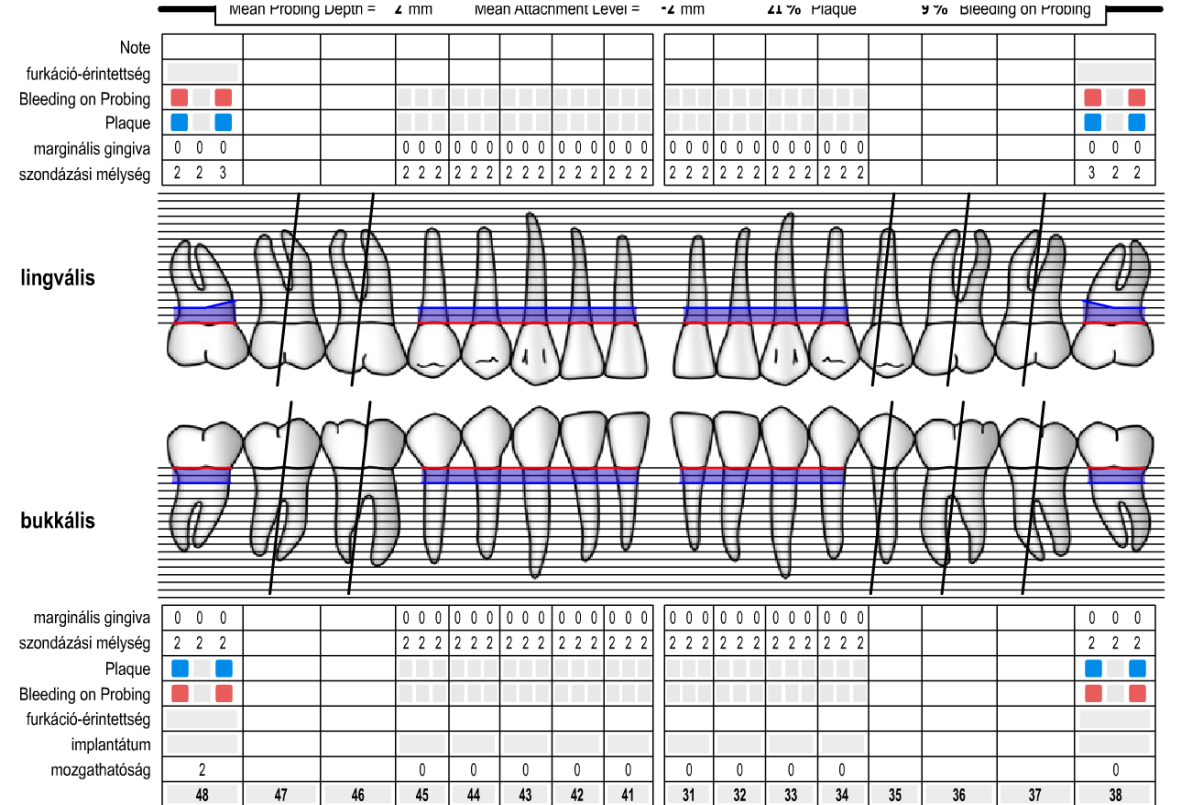 Mean Probing Depth = 2 mm Mean Attachment Level = -2 mm 21 % Plaque 9 % Bleeding on Probing
Note
furkáció-érintettség
Bleeding on Probing
Plaque
marginális gingiva 0 0 0 0 0 0 0 0 0 0 0 0 0 0 0 0 0 0 0 0 0 0 0 0 0 0 0 0 0 0 0 0 0
szondázási mélység 2 2 3 2 2 2 2 2 2 2 2 2 2 2 2 2 2 2 2 2 2 2 2 2 2 2 2 2 2 2 3 2 2
lingvális
bukkális
marginális gingiva 0 0 0 0 0 0 0 0 0 0 0 0 0 0 0 0 0 0 0 0 0 0 0 0 0 0 0 0 0 0 0 0 0
szondázási mélység 2 2 2 2 2 2 2 2 2 2 2 2 2 2 2 2 2 2 2 2 2 2 2 2 2 2 2 2 2 2 2 2 2
Plaque
Bleeding on Probing
furkáció-érintettség
implantátum
mozgathatóság 2 0 0 0 0 0 0 0 0 0 0
48 47 46 45 44 43 42 41 31 32 33 34 35 36 37 38